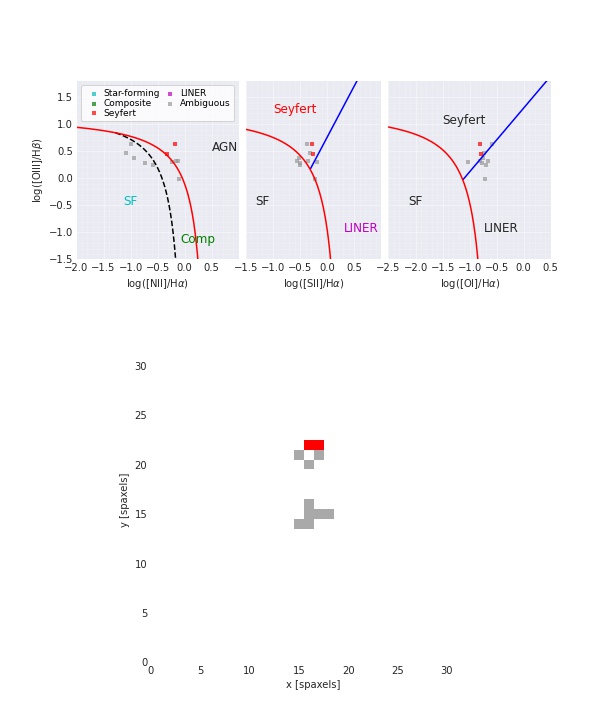 Star-forming LINER
Composite Ambiguous
Seyfert
Seyfert
Seyfert
AGN
SF
SF
SF
Comp
LINER
LINER
1.5
1.0
0.5
0.0
−0.5
−1.0
−1.5
log([OIII]/Hβ)
−2.0 −1.5 −1.0 −0.5 0.0 0.5
−1.0 −0.5 0.0 0.5
−2.5 −2.0 −1.5 −1.0 −0.5 0.0 0.5
log([NII]/Hα)
log([SII]/Hα)
log([OI]/Hα)
30
25
20
15
10
5
0
y [spaxels]
0 5 10 15 20 25 30
x [spaxels]